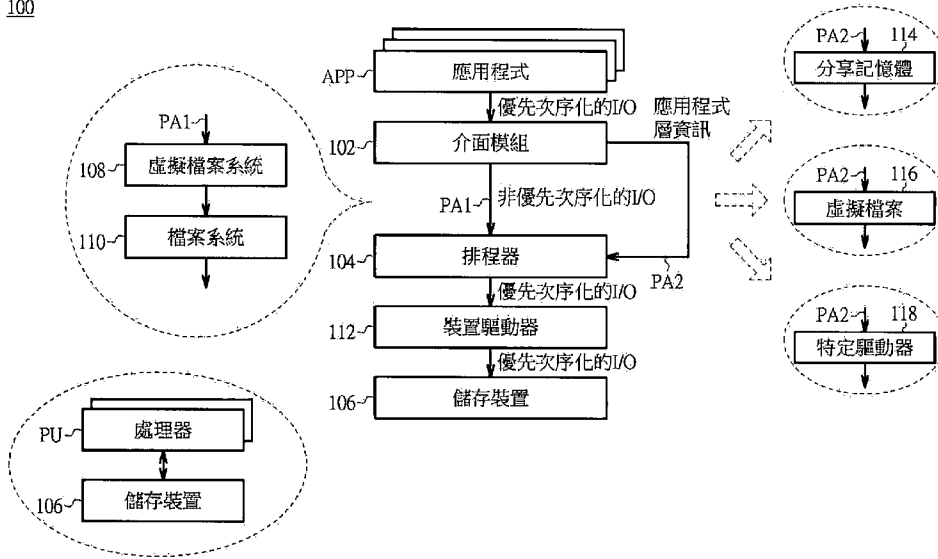 100
應用程式
APP
優先次序化的I/O
應用程式
層資訊
介面模組
102
PA1
非優先次序化的I/O
PA2
排程器
104
優先次序化的I/O
裝置驅動器
112
優先次序化的I/O
儲存裝置
106
PA1
虛擬檔案系統
108
檔案系統
110
PA2
114
分享記憶體
PA2
116
虛擬檔案
PA2
118
特定驅動器
PU
處理器
106
儲存裝置